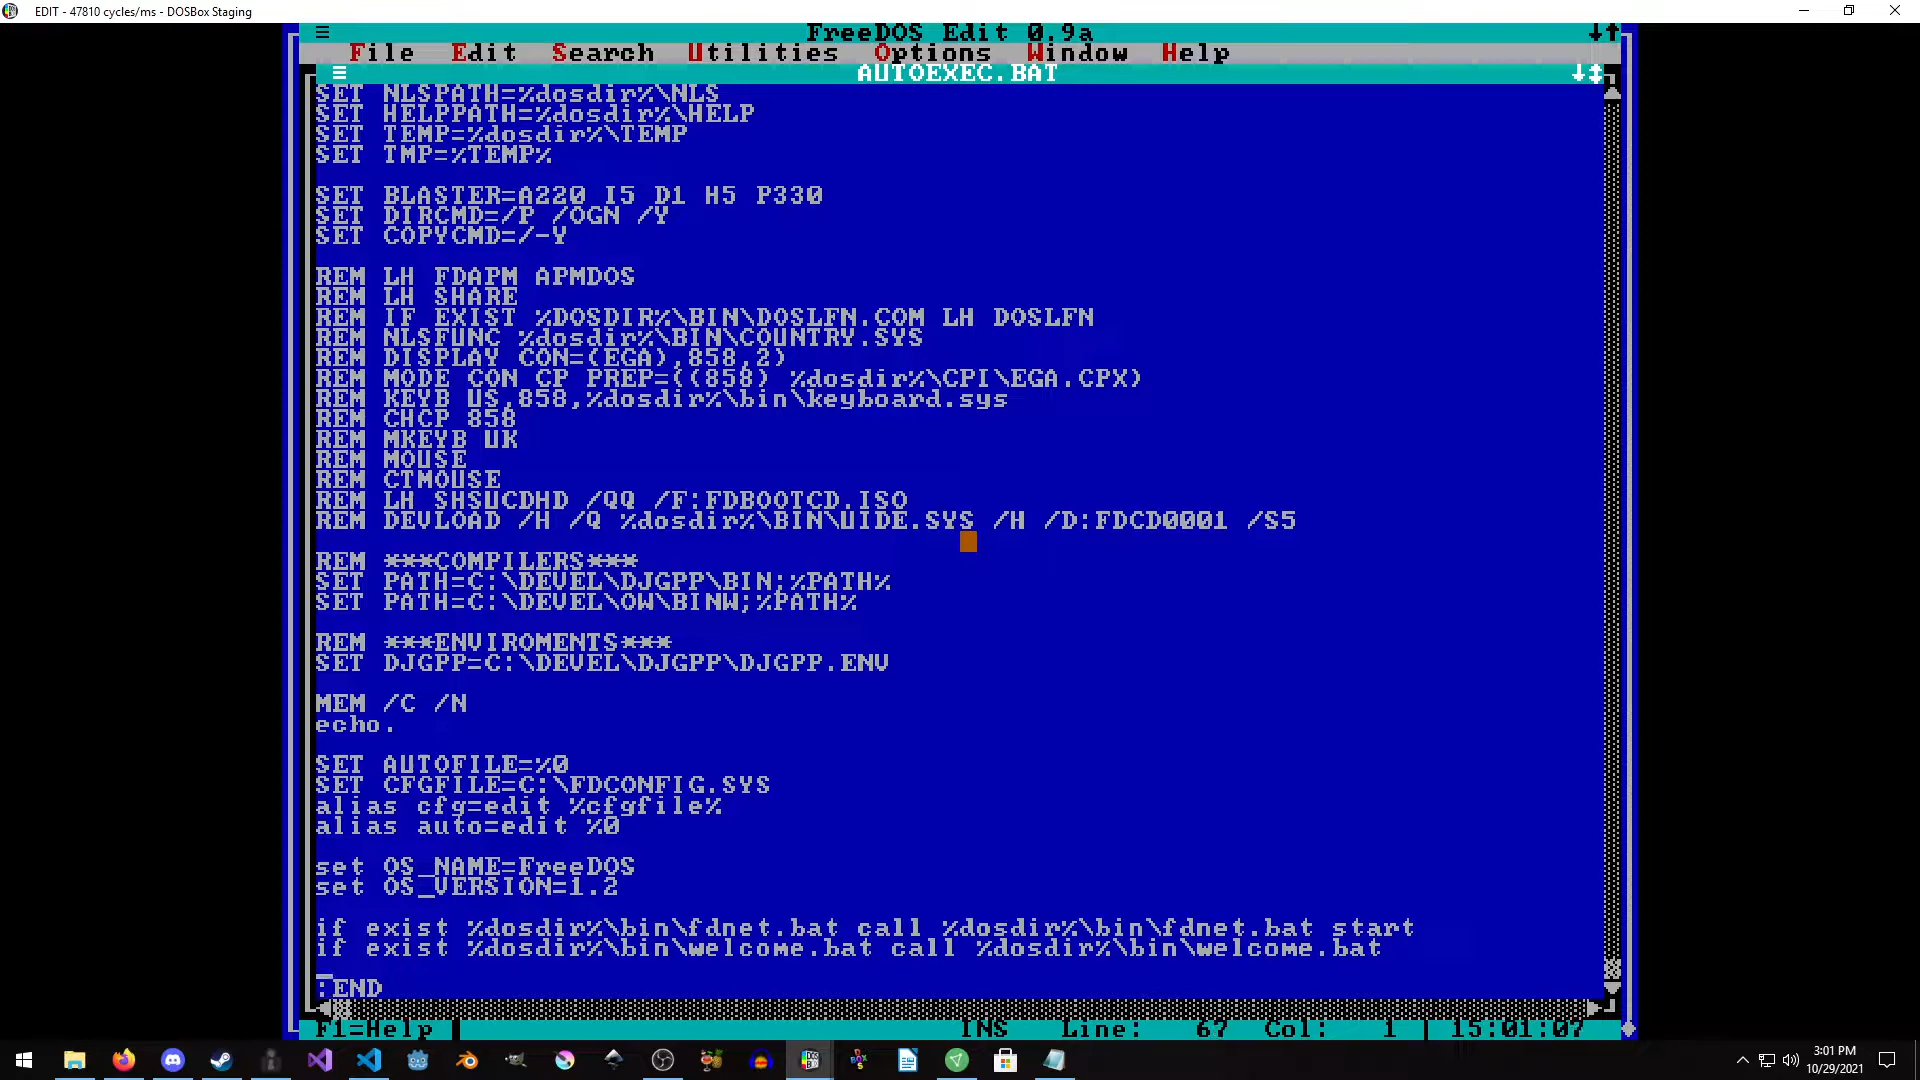 EDIT - 47810 cycles/ms - DOSBox Staging
FreeDOS Edit 0.9a
File Edit Search Utilities Options Window Help
AUTOEXEC.BAT
SET NLSPATH=%dosdir%\NLS
SET HELPPATH=%dosdir%\HELP
SET TEMP=%dosdir%\TEMP
SET TMP=%TEMP%
SET BLASTER=A220 I5 D1 H5 P330
SET DIRCMD=/P /OGN /Y
SET COPYCMD=/-Y
REM LH FDAPM APMDOS
REM LH SHARE
REM IF EXIST %DOSDIR%\BIN\DOSLFN.COM LH DOSLFN
REM NLSFUNC %dosdir%\BIN\COUNTRY.SYS
REM DISPLAY CON=(EGA),858,2)
REM MODE CON CP PREP=((858) %dosdir%\CPI\EGA.CPX)
REM KEYB US,858,%dosdir%\bin\keyboard.sys
REM CHCP 858
REM MKEYB UK
REM MOUSE
REM CTMOUSE
REM LH SHSUCDHD /QQ /F:FDBOOTCD.ISO
REM DEVLOAD /H /Q %dosdir%\BIN\UIDE.SYS /H /D:FDCD0001 /S5
REM ***COMPILERS***
SET PATH=C:\DEVEL\DJGPP\BIN;%PATH%
SET PATH=C:\DEVEL\OW\BINW;%PATH%
REM ***ENVIROMENTS***
SET DJGPP=C:\DEVEL\DJGPP\DJGPP.ENV
MEM /C /N
echo.
SET AUTOFILE=%0
SET CFGFILE=C:\FDCONFIG.SYS
alias cfg=edit %cfgfile%
alias auto=edit %0
set OS_NAME=FreeDOS
set OS_VERSION=1.2
if exist %dosdir%\bin\fdnet.bat call %dosdir%\bin\fdnet.bat start
if exist %dosdir%\bin\welcome.bat call %dosdir%\bin\welcome.bat
:END
F1=Help INS Line: 67 Col: 1 15:01:07
3:01 PM
10/29/2021